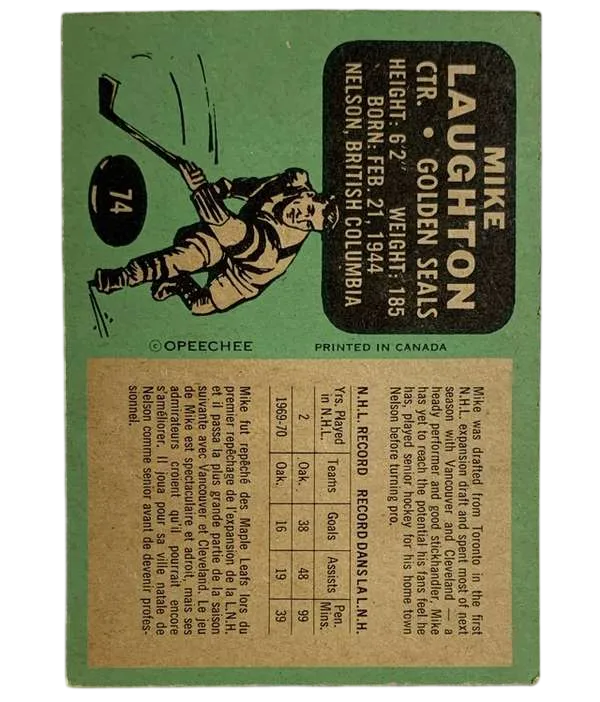 MIKE
LAUGHTON
CTR. • GOLDEN SEALS
HEIGHT: 6'2" WEIGHT: 185
BORN: FEB. 21, 1944
NELSON, BRITISH COLUMBIA
74
©OPEECHEE
PRINTED IN CANADA
Mike was drafted from Toronto in the first
N.H.L. expansion draft and spent most of next
season with Vancouver and Cleveland — a
heady performer and good stickhandler, Mike
has yet to reach the potential his fans feel he
has, played senior hockey for his home town
Nelson before turning pro.
N.H.L. RECORD RECORD DANS LA L.N.H.
Yrs. Played in N.H.L. Teams Goals Assists Pen. Mins.
2 Oak. 38 48 99
1969-70 Oak. 16 19 39
Mike fut repêché des Maple Leafs lors du
premier repêchage de l'expansion de la L.N.H.
et il passa la plus grande partie de la saison
suivante avec Vancouver et Cleveland. Le jeu
de Mike est spectaculaire et adroit, mais ses
admirateurs croient qu'il pourrait encore
s'améliorer. Il joua pour sa ville natale de
Nelson comme senior avant de devenir profes-
sionnel.